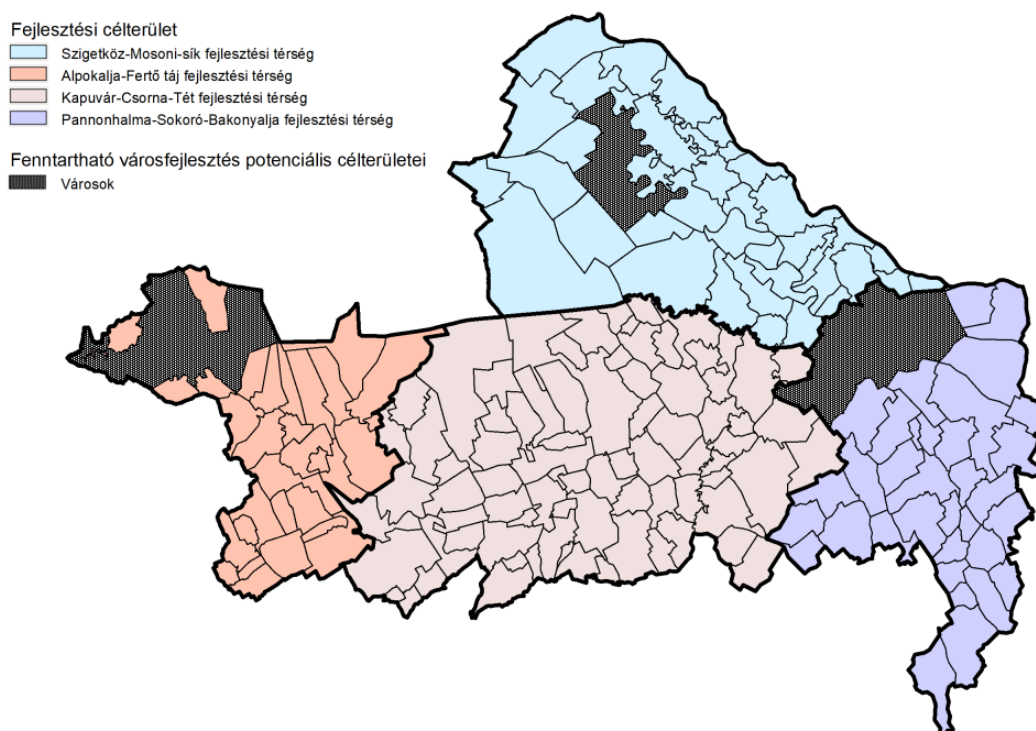 Fejlesztési célterület
Szigetköz-Mosoni-sík fejlesztési térség
Alpokalja-Fertő táj fejlesztési térség
Kapuvár-Csorna-Tét fejlesztési térség
Pannonhalma-Sokoró-Bakonyalja fejlesztési térség
Fenntartható városfejlesztés potenciális célterületei
Városok